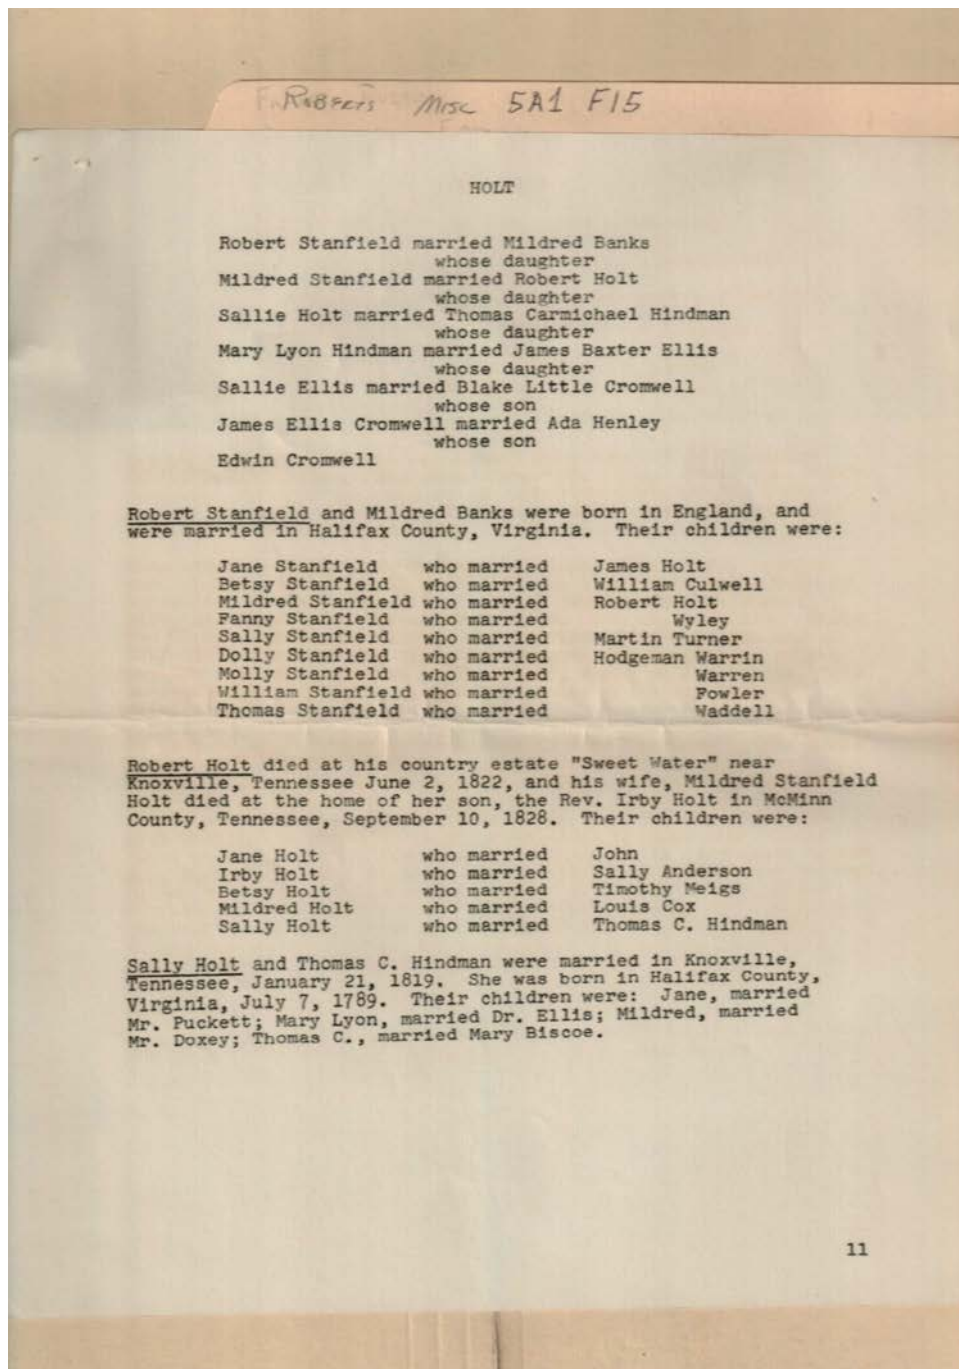 ROBERTS MISC 5A1 F15
HOLT
Robert Stanfield married Mildred Banks
whose daughter
Mildred Stanfield married Robert Holt
whose daughter
Sallie Holt married Thomas Carmichael Hindman
whose daughter
Mary Lyon Hindman married James Baxter Ellis
whose daughter
Sallie Ellis married Blake Little Cromwell
whose son
James Ellis Cromwell married Ada Henley
whose son
Edwin Cromwell
Robert Stanfield and Mildred Banks were born in England, and
were married in Halifax County, Virginia. Their children were:
Jane Stanfield who married James Holt
Betsy Stanfield who married William Culwell
Mildred Stanfield who married Robert Holt
Fanny Stanfield who married Wyley
Sally Stanfield who married Martin Turner
Dolly Stanfield who married Hodgeman Warrin
Molly Stanfield who married Warren
William Stanfield who married Fowler
Thomas Stanfield who married Waddell
Robert Holt died at his country estate "Sweet Water" near
Knoxville, Tennessee June 2, 1822, and his wife, Mildred Stanfield
Holt died at the home of her son, the Rev. Irby Holt in McMinn
County, Tennessee, September 10, 1828. Their children were:
Jane Holt who married John
Irby Holt who married Sally Anderson
Betsy Holt who married Timothy Meigs
Mildred Holt who married Louis Cox
Sally Holt who married Thomas C. Hindman
Sally Holt and Thomas C. Hindman were married in Knoxville,
Tennessee, January 21, 1819. She was born in Halifax County,
Virginia, July 7, 1789. Their children were: Jane, married
Mr. Puckett; Mary Lyon, married Dr. Ellis; Mildred, married
Mr. Doxey; Thomas C., married Mary Biscoe.
11